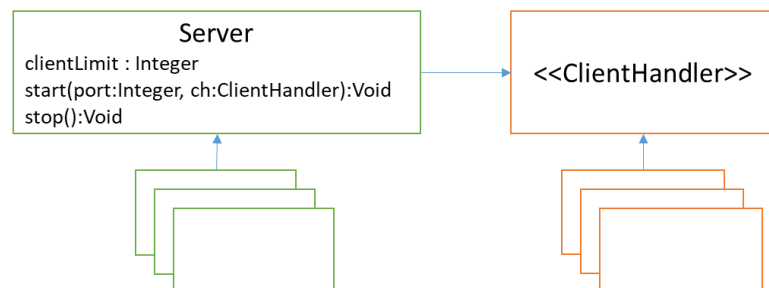 Server
clientLimit : Integer
start(port:Integer, ch:ClientHandler):Void
stop():Void
<<ClientHandler>>